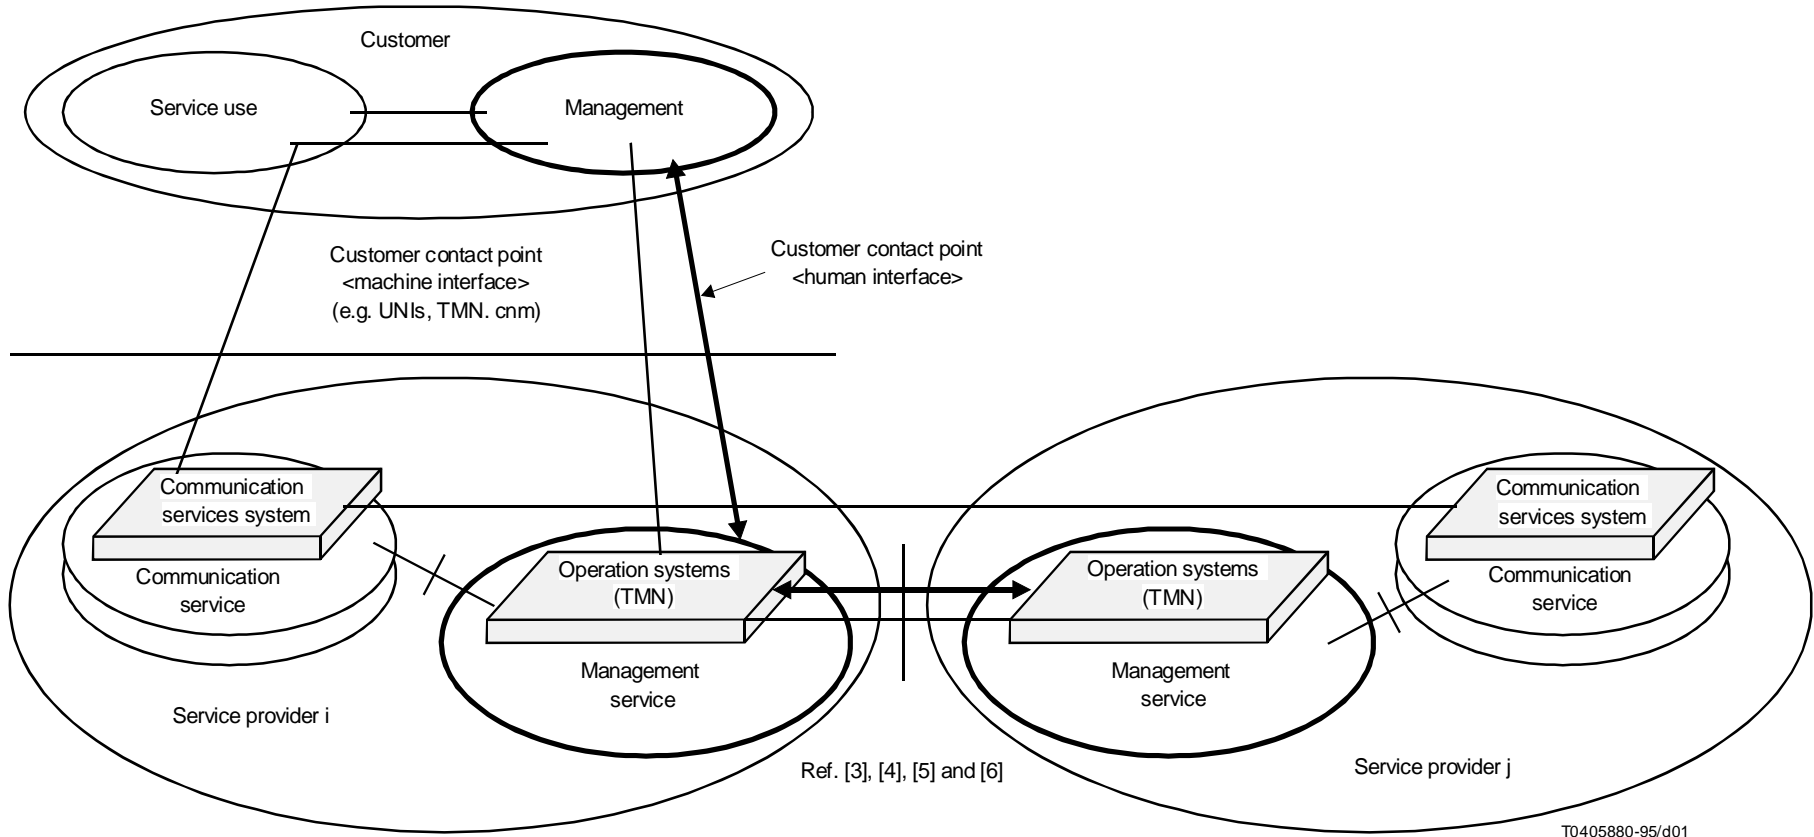 Customer
Service use
Management
Customer contact point
<machine interface>
(e.g. UNIs, TMN. cnm)
Customer contact point
<human interface>
Communication
services system
Communication
service
Operation systems
(TMN)
Management
service
Service provider i
Operation systems
(TMN)
Management
service
Communication
services system
Communication
service
Service provider j
Ref. [3], [4], [5] and [6]
T0405880-95/d01